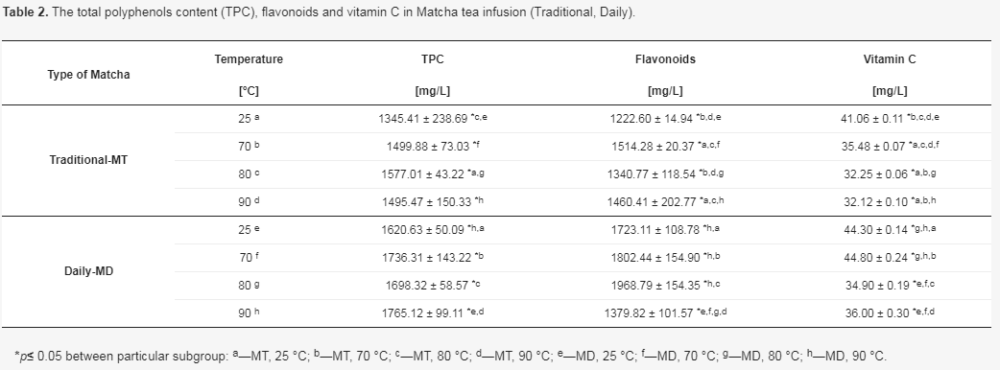 Table 2. The total polyphenols content (TPC), flavonoids and vitamin C in Matcha tea infusion (Traditional, Daily).
Type of Matcha Temperature TPC Flavonoids Vitamin C
[°C] [mg/L] [mg/L] [mg/L]
Traditional-MT
25 a 1345.41 ± 238.69 *c,e 1222.60 ± 14.94 *b,d,e 41.06 ± 0.11 *b,c,d,e
70 b 1499.88 ± 73.03 *f 1514.28 ± 20.37 *a,c,f 35.48 ± 0.07 *a,c,d,f
80 c 1577.01 ± 43.22 *a,g 1340.77 ± 118.54 *b,d,g 32.25 ± 0.06 *a,b,g
90 d 1495.47 ± 150.33 *h 1460.41 ± 202.77 *a,c,h 32.12 ± 0.10 *a,b,h
Daily-MD
25 e 1620.63 ± 50.09 *h,a 1723.11 ± 108.78 *h,a 44.30 ± 0.14 *g,h,a
70 f 1736.31 ± 143.22 *b 1802.44 ± 154.90 *h,b 44.80 ± 0.24 *g,h,b
80 g 1698.32 ± 58.57 *c 1968.79 ± 154.35 *h,c 34.90 ± 0.19 *e,f,c
90 h 1765.12 ± 99.11 *e,d 1379.82 ± 101.57 *e,f,g,d 36.00 ± 0.30 *e,f,d
*p≤ 0.05 between particular subgroup: a—MT, 25 °C; b—MT, 70 °C; c—MT, 80 °C; d—MT, 90 °C; e—MD, 25 °C; f—MD, 70 °C; g—MD, 80 °C; h—MD, 90 °C.